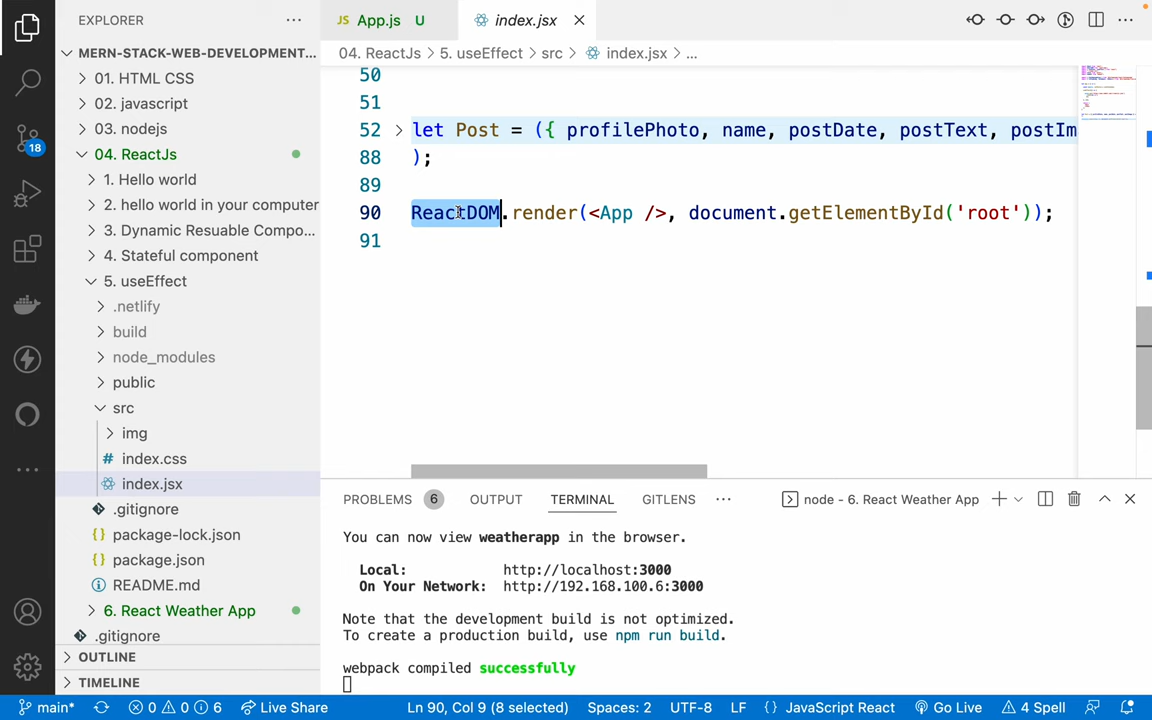 EXPLORER
MERN-STACK-WEB-DEVELOPMENT...
01. HTML CSS
02. javascript
03. nodejs
04. ReactJs
1. Hello world
2. hello world in your computer
3. Dynamic Resuable Compo...
4. Stateful component
5. useEffect
.netlify
build
node_modules
public
src
img
# index.css
index.jsx
.gitignore
{} package-lock.json
{} package.json
README.md
6. React Weather App
.gitignore
OUTLINE
TIMELINE
18
JS App.js U
index.jsx
04. ReactJs > 5. useEffect > src > index.jsx > ...
50
51
52 let Post = ({ profilePhoto, name, postDate, postText, postIm
88 );
89
90 ReactDOM.render(<App />, document.getElementById('root'));
91
PROBLEMS 6 OUTPUT TERMINAL GITLENS node - 6. React Weather App
You can now view weatherapp in the browser.
Local: http://localhost:3000
On Your Network: http://192.168.100.6:3000
Note that the development build is not optimized.
To create a production build, use npm run build.
webpack compiled successfully
main* 0 0 6 Live Share Ln 90, Col 9 (8 selected) Spaces: 2 UTF-8 LF {} JavaScript React Go Live 4 Spell